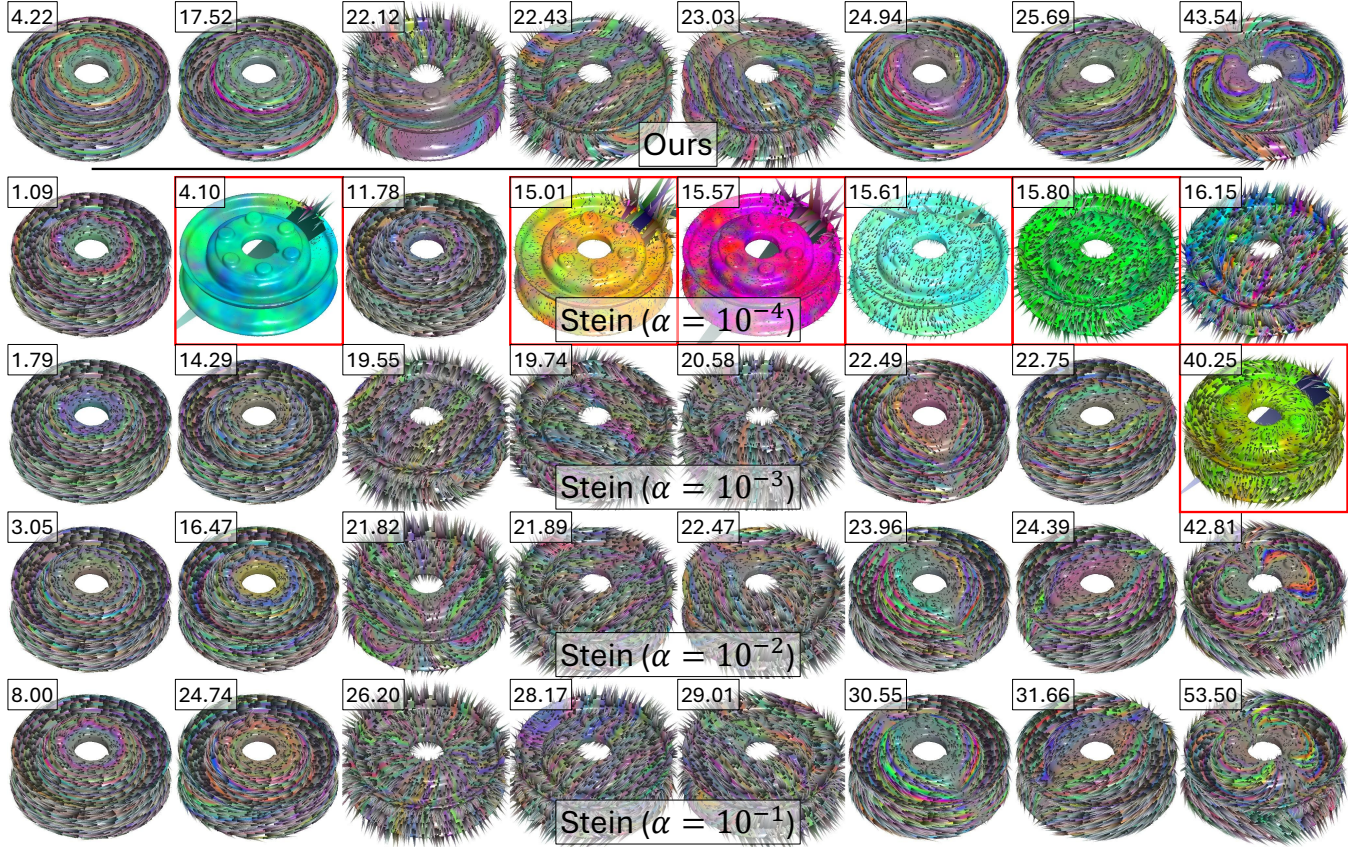 4.22 17.52 22.12 22.43 23.03 24.94 25.69 43.54
Ours
1.09 4.10 11.78 15.01 15.57 15.61 15.80 16.15
Stein (α = 10⁻⁴)
1.79 14.29 19.55 19.74 20.58 22.49 22.75 40.25
Stein (α = 10⁻³)
3.05 16.47 21.82 21.89 22.47 23.96 24.39 42.81
Stein (α = 10⁻²)
8.00 24.74 26.20 28.17 29.01 30.55 31.66 53.50
Stein (α = 10⁻¹)